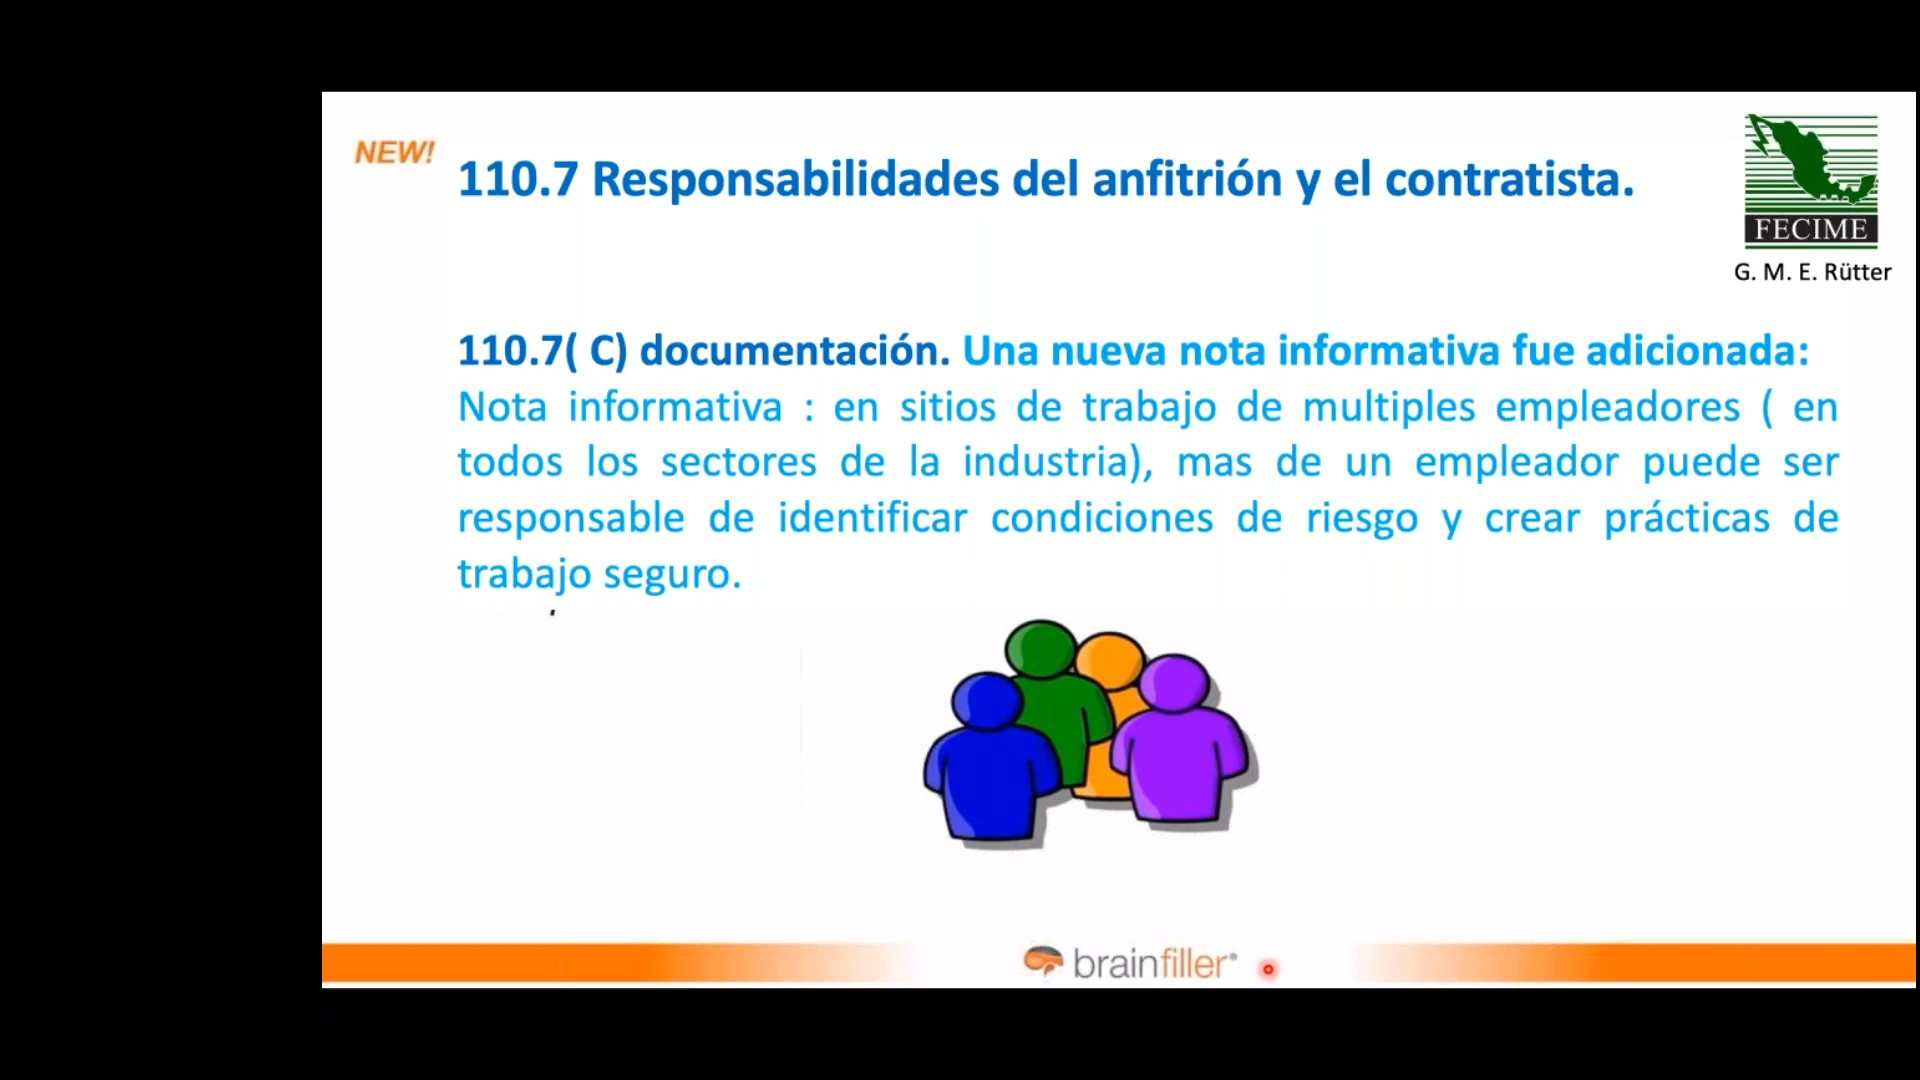 NEW!
110.7 Responsabilidades del anfitrión y el contratista.
FECIME
G. M. E. Rütter
110.7( C) documentación. Una nueva nota informativa fue adicionada:
Nota informativa : en sitios de trabajo de multiples empleadores ( en
todos los sectores de la industria), mas de un empleador puede ser
responsable de identificar condiciones de riesgo y crear prácticas de
trabajo seguro.
brainfiller®